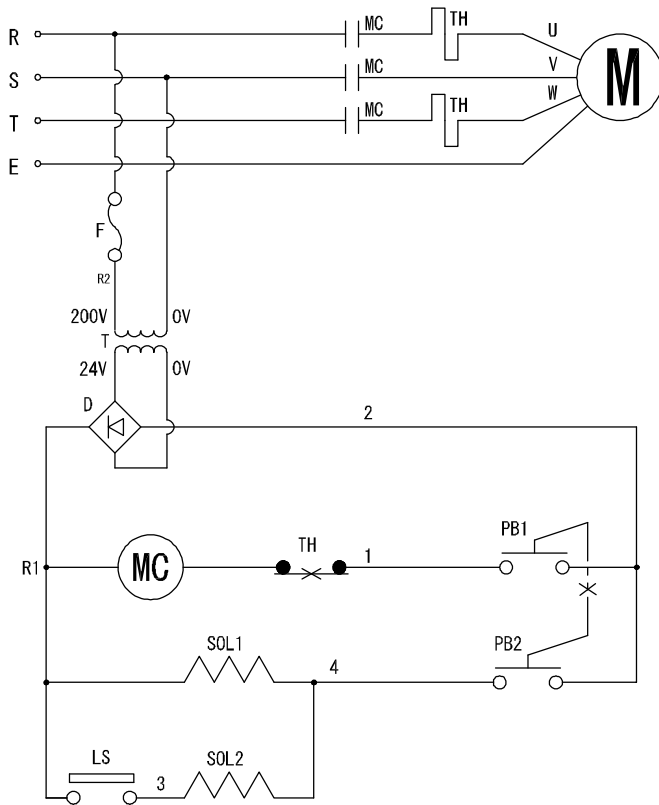 R
MC
TH
U
S
MC
V
M
T
MC
TH
W
E
F
R2
200V
0V
T
24V
0V
D
2
R1
MC
TH
1
PB1
SOL1
4
PB2
LS
3
SOL2